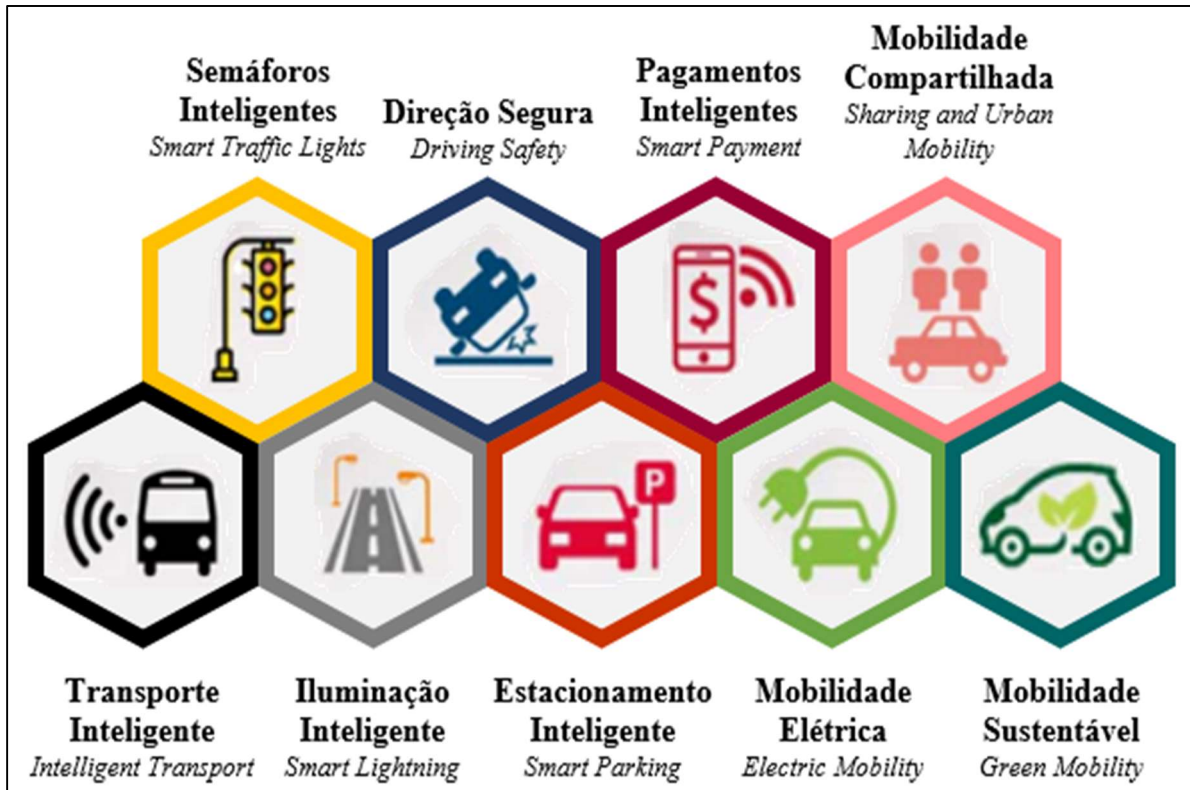 Semáforos
Inteligentes
Smart Traffic Lights
Direção Segura
Driving Safety
Pagamentos
Inteligentes
Smart Payment
Mobilidade
Compartilhada
Sharing and Urban
Mobility
$
P
Transporte
Inteligente
Intelligent Transport
Iluminação
Inteligente
Smart Lightning
Estacionamento
Inteligente
Smart Parking
Mobilidade
Elétrica
Electric Mobility
Mobilidade
Sustentável
Green Mobility